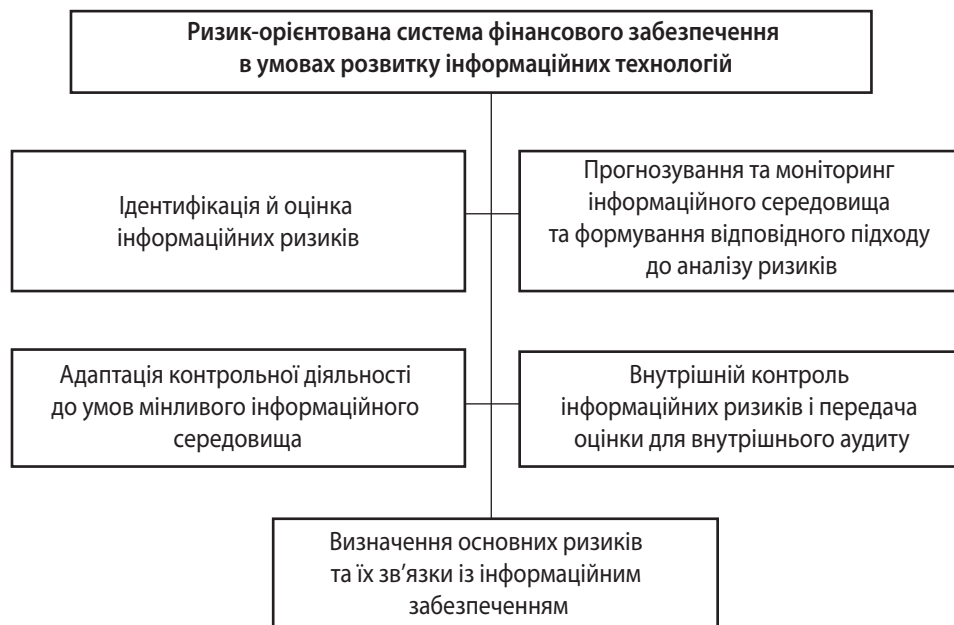 Ризик-орієнтована система фінансового забезпечення
в умовах розвитку інформаційних технологій
Ідентифікація й оцінка
інформаційних ризиків
Прогнозування та моніторинг
інформаційного середовища
та формування відповідного підходу
до аналізу ризиків
Адаптація контрольної діяльності
до умов мінливого інформаційного
середовища
Внутрішній контроль
інформаційних ризиків і передача
оцінки для внутрішнього аудиту
Визначення основних ризиків
та їх зв’язки із інформаційним
забезпеченням